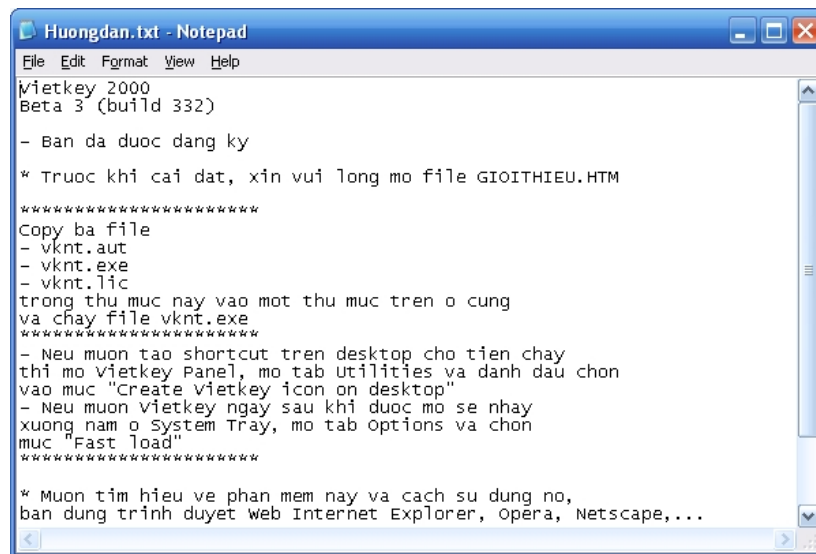 Huongdan.txt - Notepad
File Edit Format View Help
Vietkey 2000
Beta 3 (build 332)
- Ban da duoc dang ky
* Truoc khi cai dat, xin vui long mo file GIOITHIEU.HTM
**********************
Copy ba file
- vknt.aut
- vknt.exe
- vknt.lic
trong thu muc nay vao mot thu muc tren o cung
va chay file vknt.exe
**********************
- Neu muon tao shortcut tren desktop cho tien chay
thi mo Vietkey Panel, mo tab Utilities va danh dau chon
vao muc "Create Vietkey icon on desktop"
- Neu muon Vietkey ngay sau khi duoc mo se nhay
xuong nam o System Tray, mo tab Options va chon
muc "Fast load"
**********************
* Muon tim hieu ve phan mem nay va cach su dung no,
ban dung trinh duyet Web Internet Explorer, Opera, Netscape,...